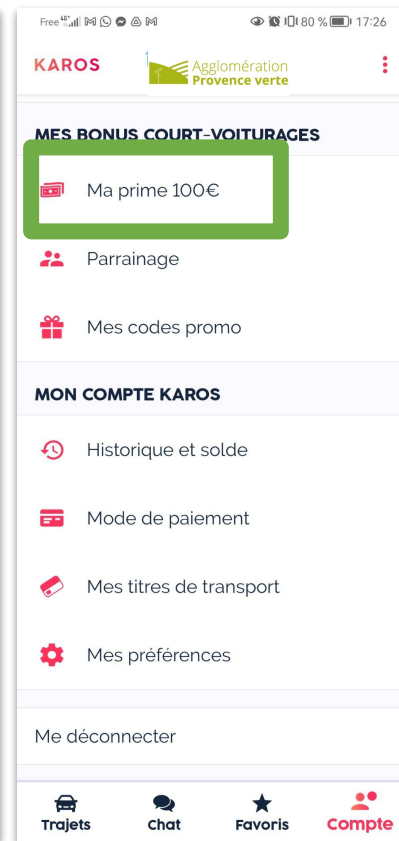 Free 4G 80 % 17:26
KAROS
Agglomération
Provence verte
MES BONUS COURT-VOITURAGES
Ma prime 100€
Parrainage
Mes codes promo
MON COMPTE KAROS
Historique et solde
Mode de paiement
Mes titres de transport
Mes préférences
Me déconnecter
Trajets Chat Favoris Compte